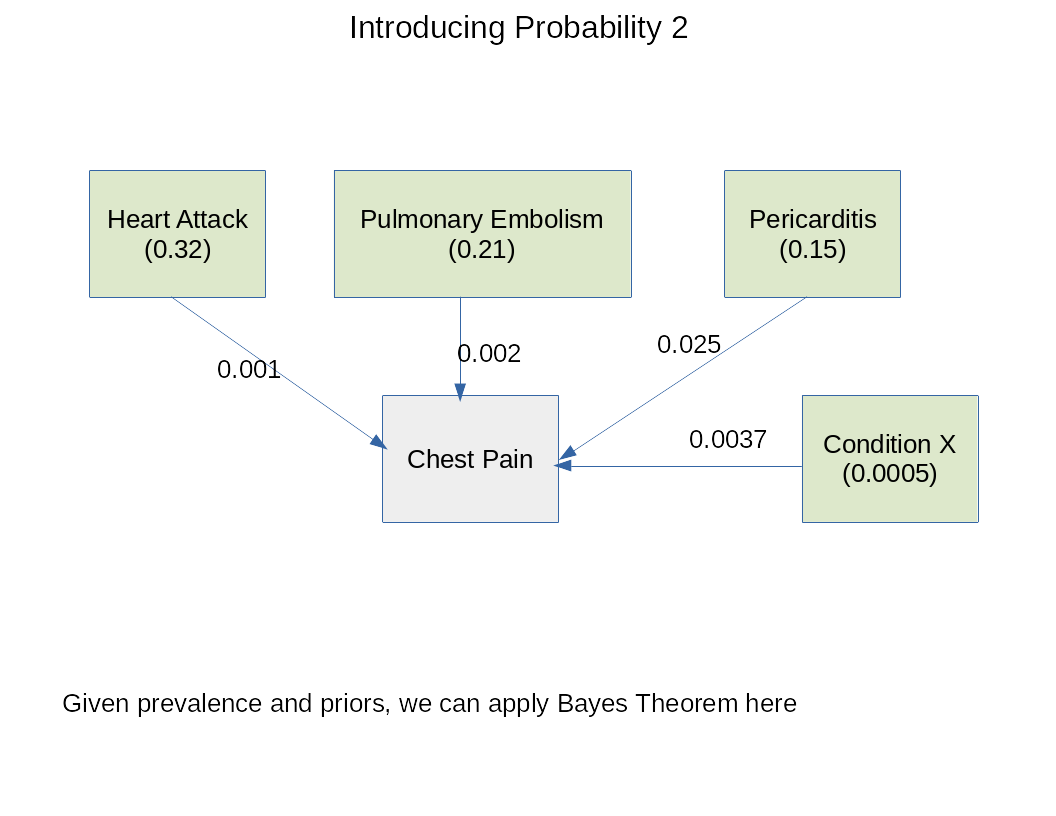 Introducing Probability 2
Heart Attack
(0.32)
Pulmonary Embolism
(0.21)
Pericarditis
(0.15)
0.001
0.002
0.025
Chest Pain
0.0037
Condition X
(0.0005)
Given prevalence and priors, we can apply Bayes Theorem here